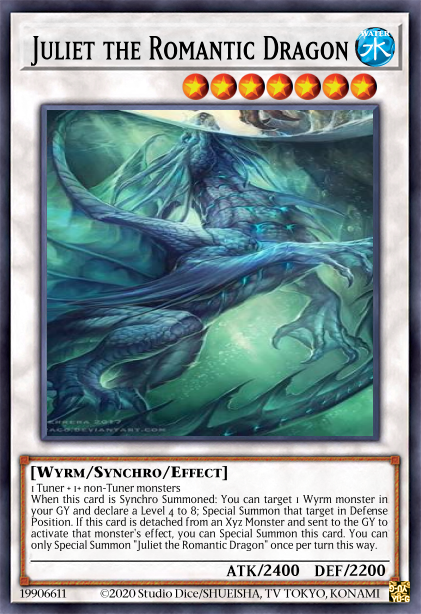 JULIET THE ROMANTIC DRAGON
WATER
水
[WYRM/SYNCHRO/EFFECT]
1 Tuner + 1+ non-Tuner monsters
When this card is Synchro Summoned: You can target 1 Wyrm monster in
your GY and declare a Level 4 to 8; Special Summon that target in Defense
Position. If this card is detached from an Xyz Monster and sent to the GY to
activate that monster's effect, you can Special Summon this card. You can
only Special Summon "Juliet the Romantic Dragon" once per turn this way.
ATK/2400 DEF/2200
19906611 ©2020 Studio Dice/SHUEISHA, TV TOKYO, KONAMI